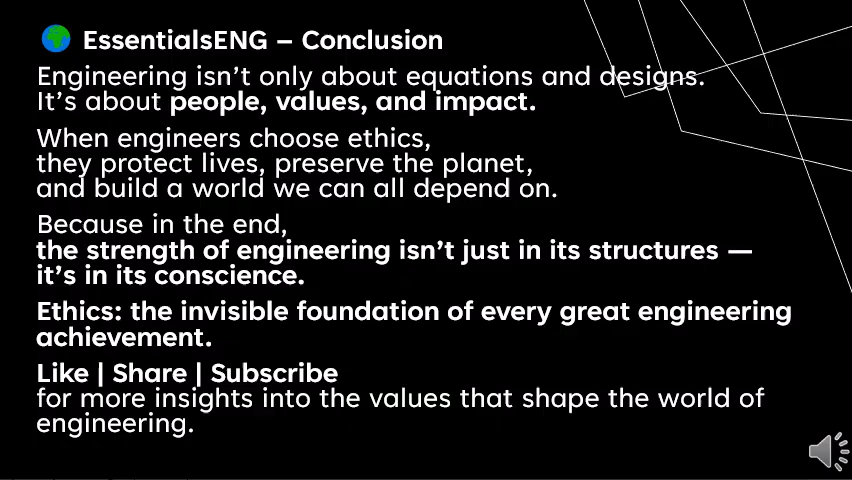 EssentialsENG – Conclusion
Engineering isn't only about equations and designs.
It's about people, values, and impact.
When engineers choose ethics,
they protect lives, preserve the planet,
and build a world we can all depend on.
Because in the end,
the strength of engineering isn't just in its structures —
it's in its conscience.
Ethics: the invisible foundation of every great engineering
achievement.
Like | Share | Subscribe
for more insights into the values that shape the world of
engineering.